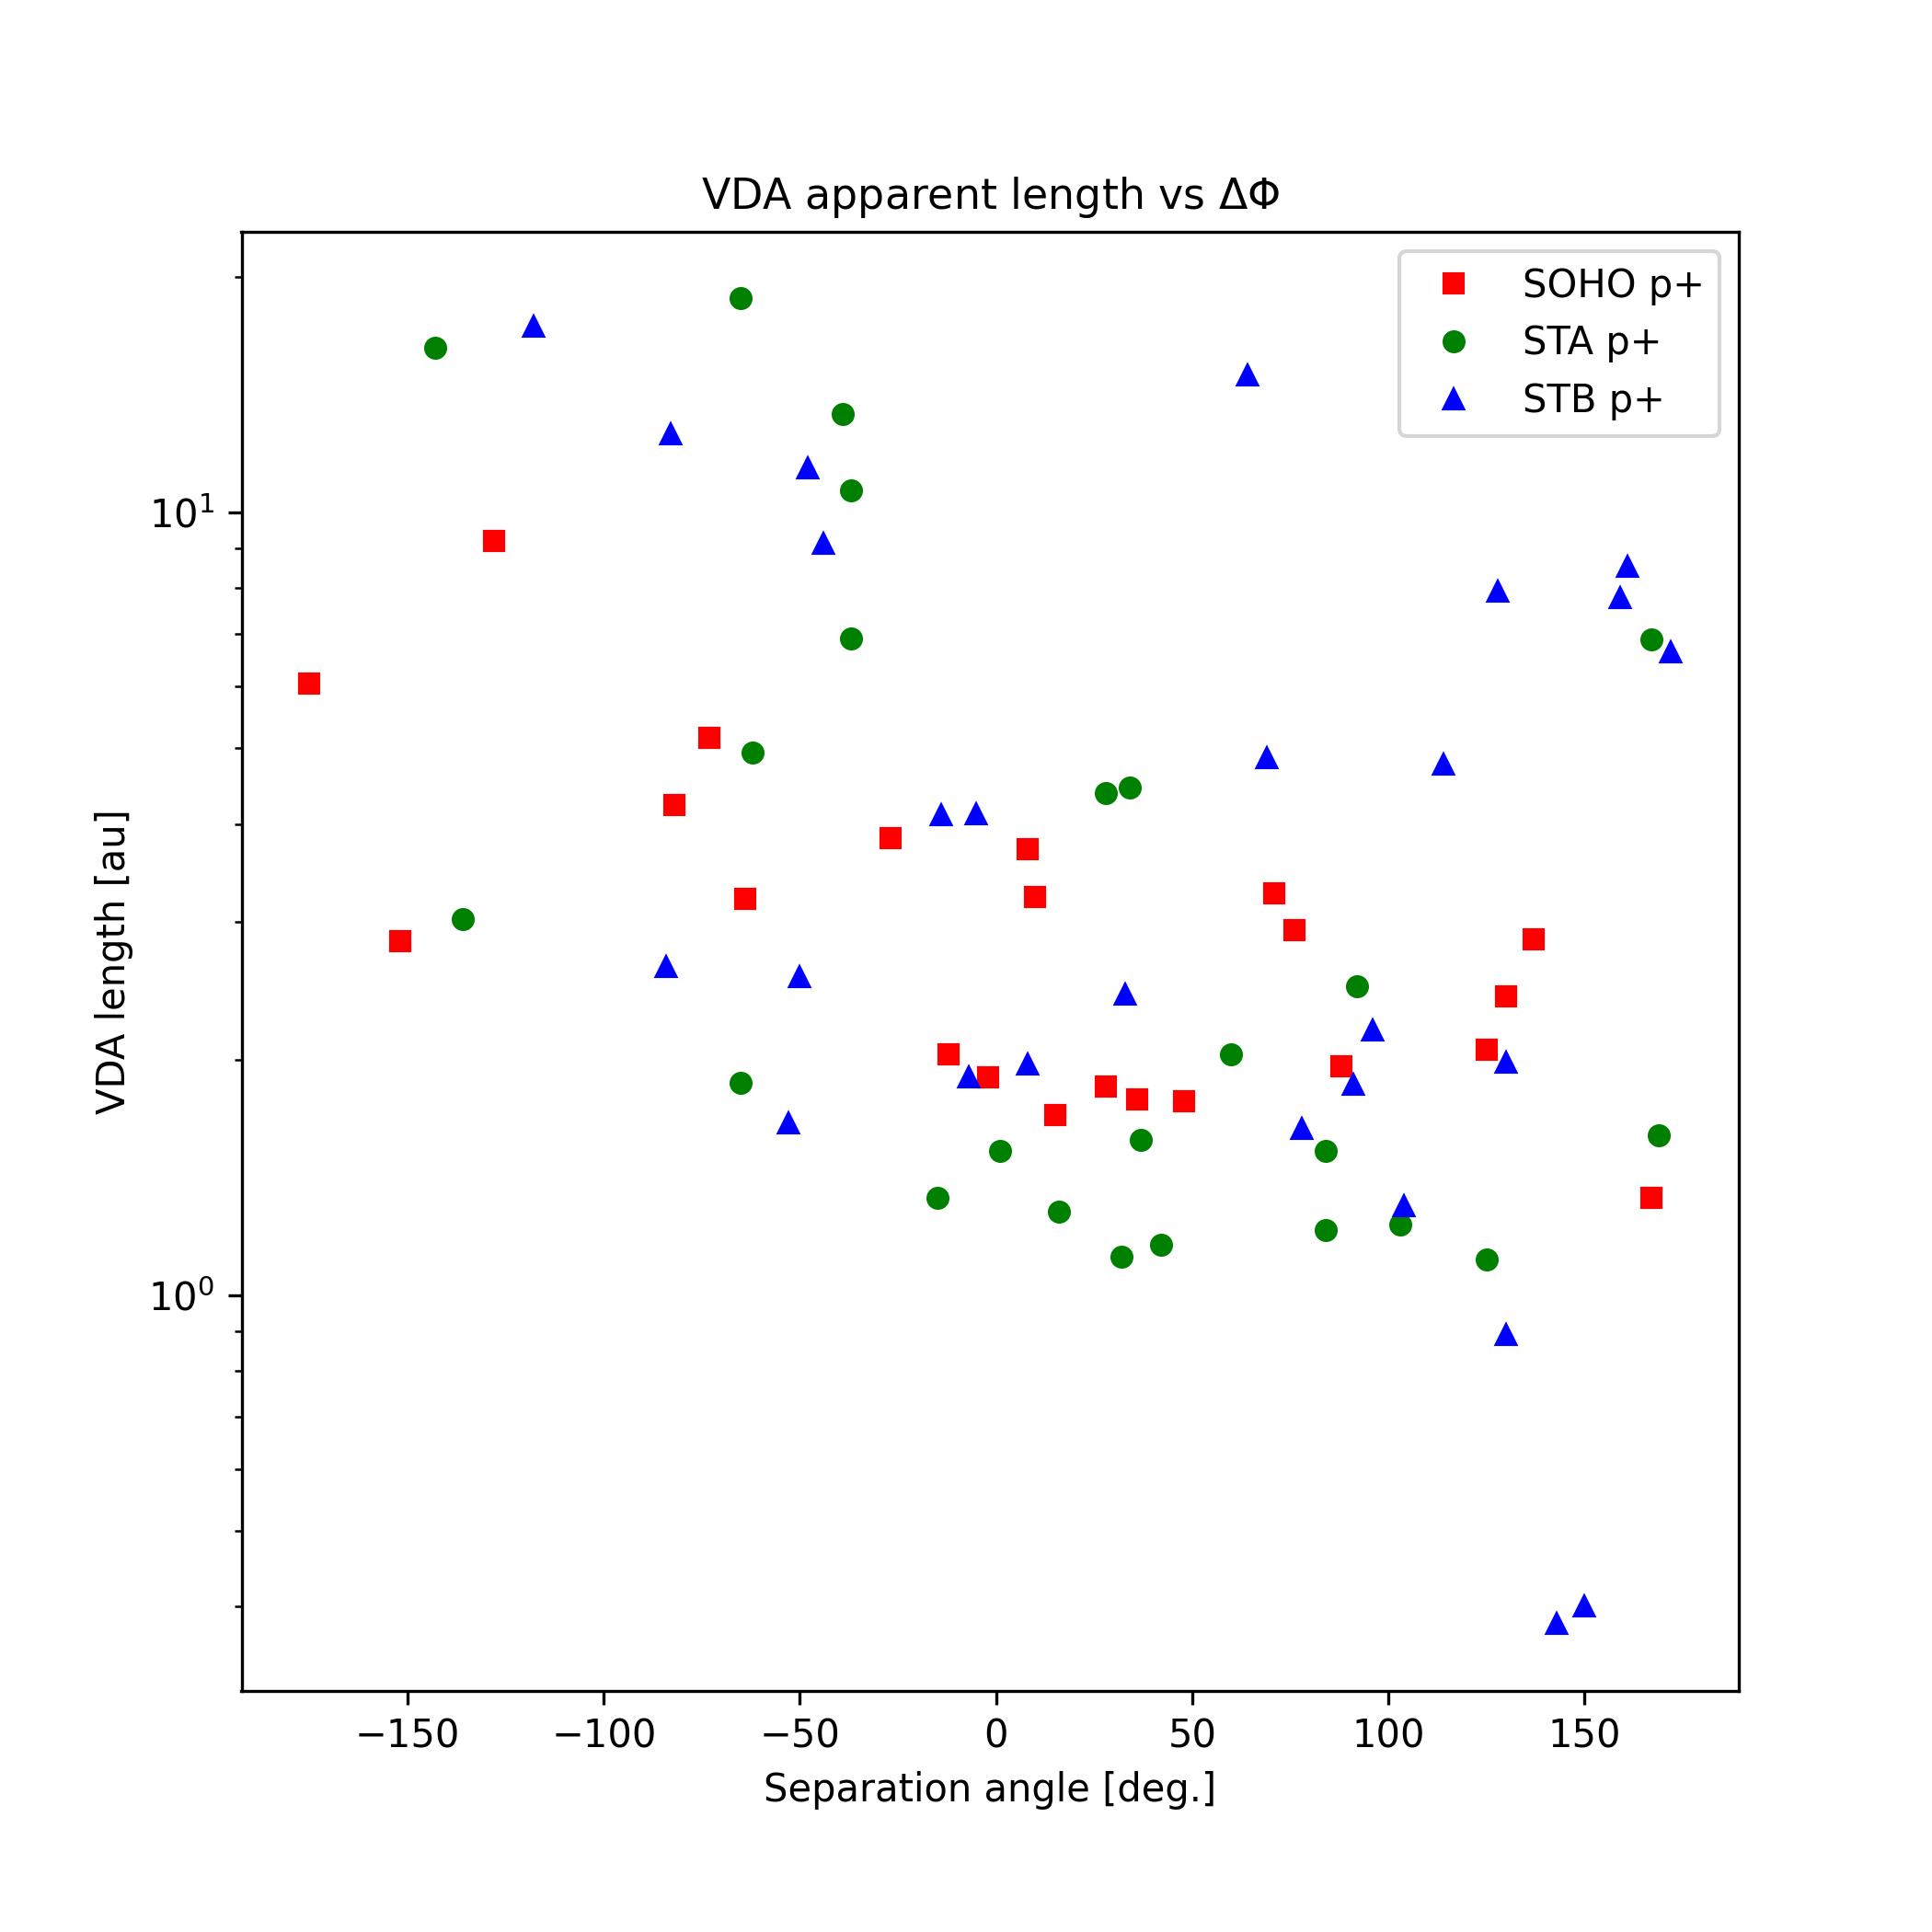 VDA apparent length vs ΔΦ
SOHO p+
STA p+
STB p+
10¹
10⁰
VDA length [au]
−150 −100 −50 0 50 100 150
Separation angle [deg.]